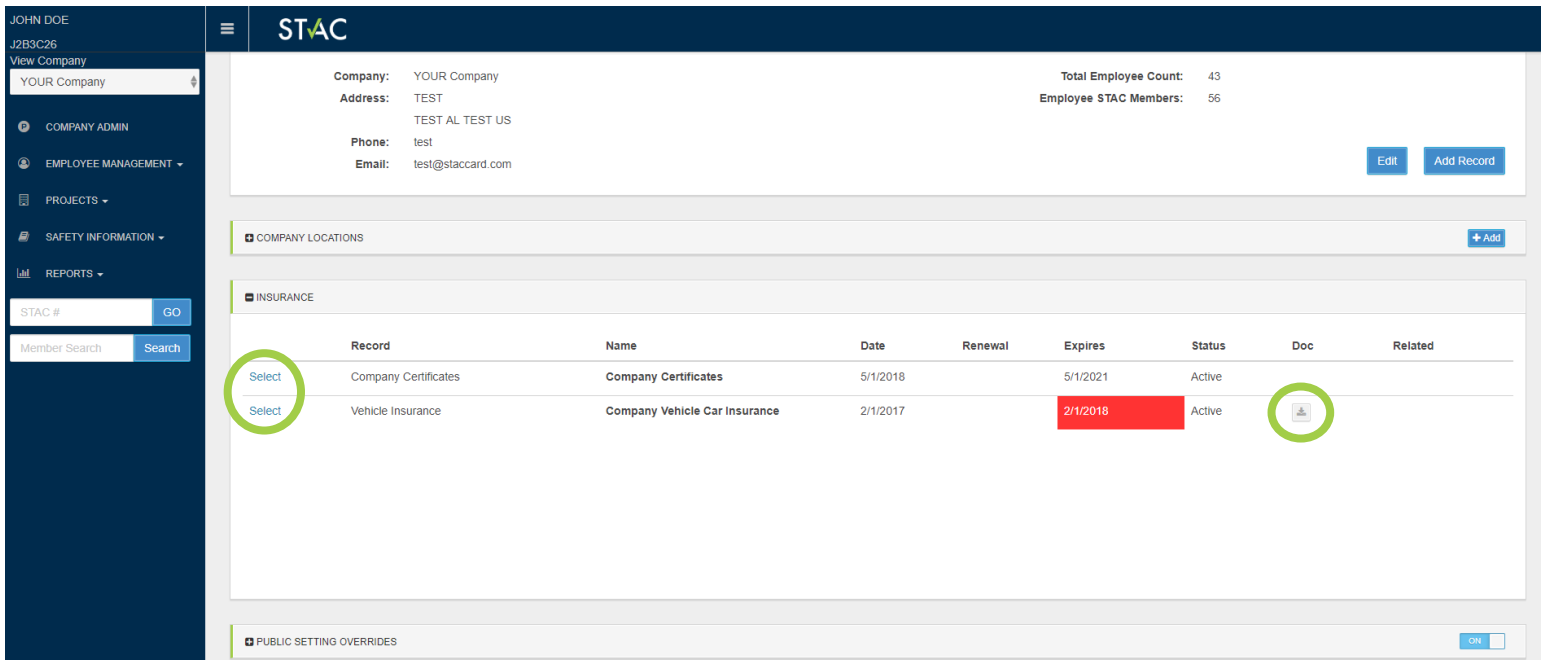 JOHN DOE
J2B3C26
View Company
YOUR Company
COMPANY ADMIN
EMPLOYEE MANAGEMENT
PROJECTS
SAFETY INFORMATION
REPORTS
STAC # GO
Member Search Search
STAC
Company: YOUR Company Total Employee Count: 43
Address: TEST Employee STAC Members: 56
TEST AL TEST US
Phone: test
Email: test@staccard.com Edit Add Record
COMPANY LOCATIONS + Add
INSURANCE
Record Name Date Renewal Expires Status Doc Related
Select Company Certificates Company Certificates 5/1/2018 5/1/2021 Active
Select Vehicle Insurance Company Vehicle Car Insurance 2/1/2017 2/1/2018 Active
PUBLIC SETTING OVERRIDES ON